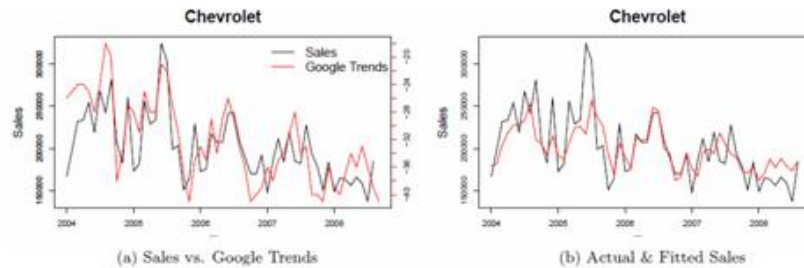 Chevrolet
Sales
Google Trends
Sales
300000
250000
200000
150000
2004
2005
2006
2007
2008
(a) Sales vs. Google Trends
Chevrolet
Sales
300000
250000
200000
150000
2004
2005
2006
2007
2008
(b) Actual & Fitted Sales